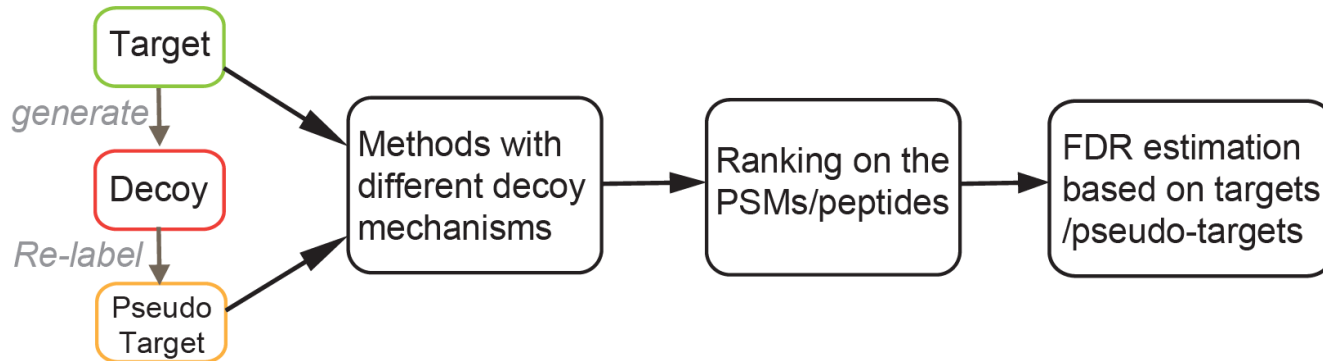 Target
generate
Decoy
Re-label
Pseudo
Target
Methods with
different decoy
mechanisms
Ranking on the
PSMs/peptides
FDR estimation
based on targets
/pseudo-targets